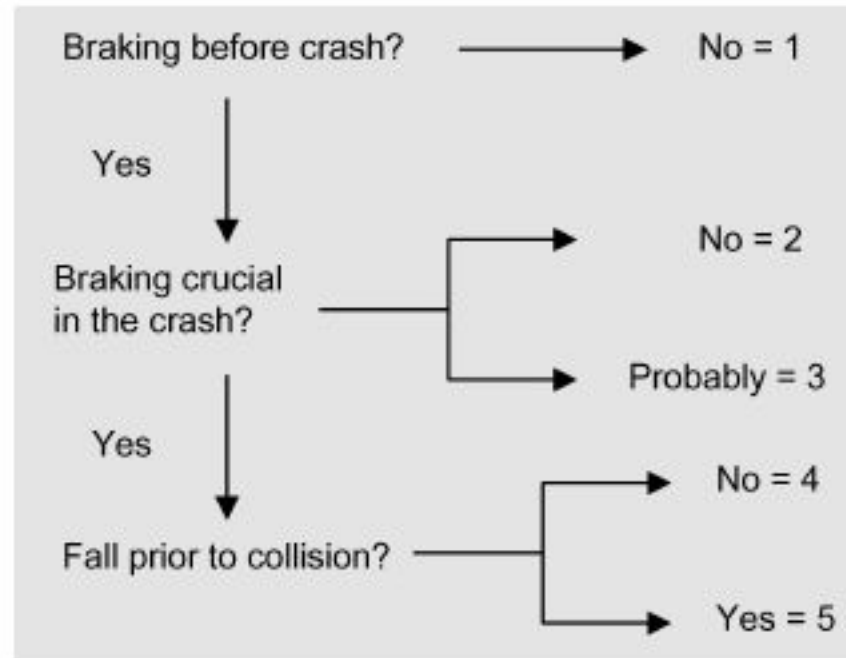 Braking before crash?
No = 1
Yes
No = 2
Braking crucial
in the crash?
Probably = 3
Yes
No = 4
Fall prior to collision?
Yes = 5